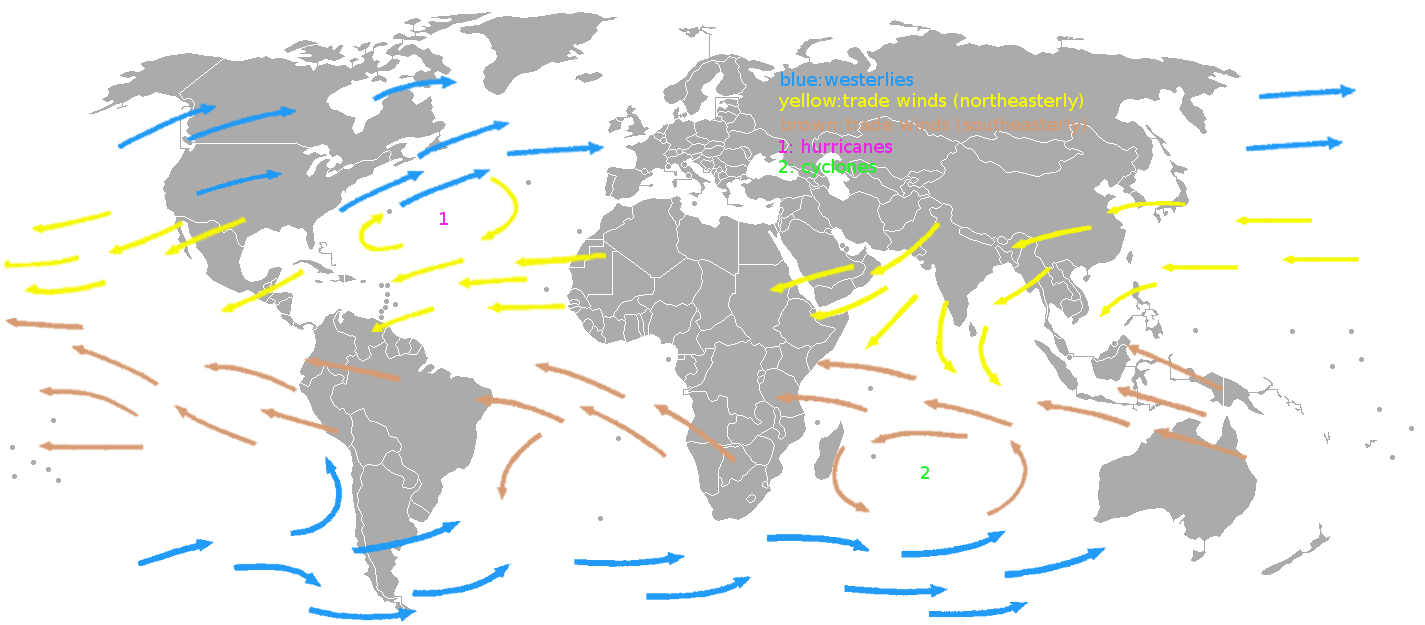 blue:westerlies
yellow:trade winds (northeasterly)
brown:trade winds (southeasterly)
1: hurricanes
2: cyclones
1
2